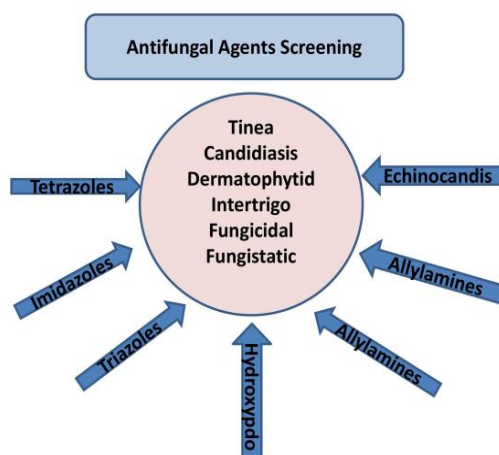 Antifungal Agents Screening
Tinea
Candidiasis
Dermatophytid
Intertrigo
Fungicidal
Fungistatic
Tetrazoles
Echinocandis
Imidazoles
Allylamines
Triazoles
Allylamines
Hydroxypdo